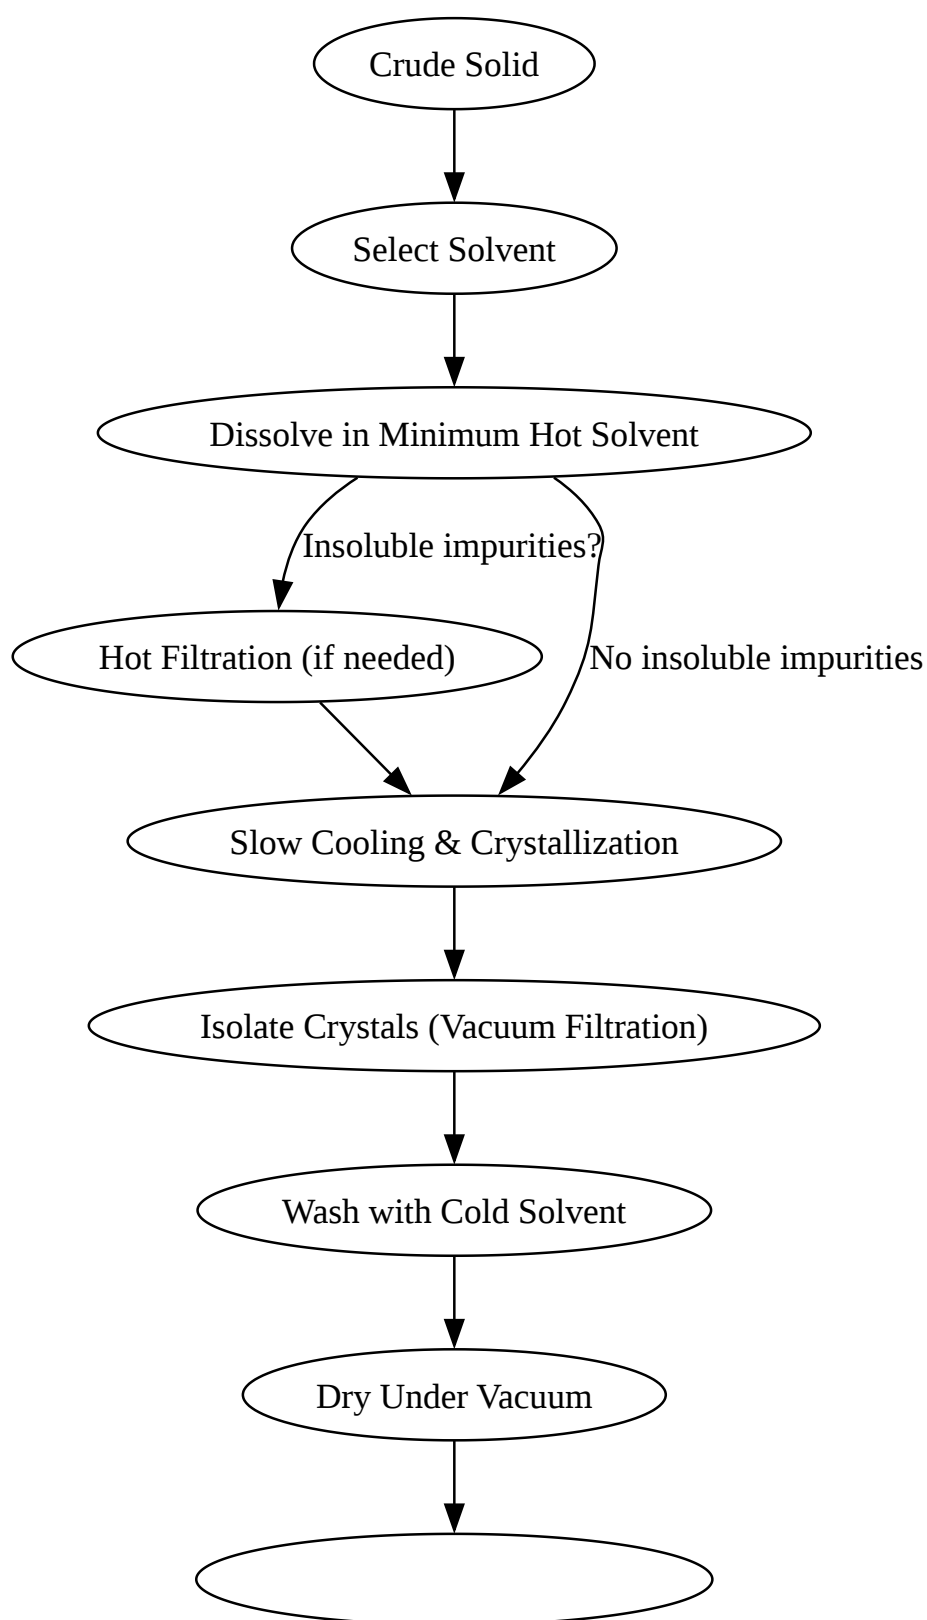 Crude Solid
Select Solvent
Dissolve in Minimum Hot Solvent
Insoluble impurities?
Hot Filtration (if needed)
No insoluble impurities
Slow Cooling & Crystallization
Isolate Crystals (Vacuum Filtration)
Wash with Cold Solvent
Dry Under Vacuum